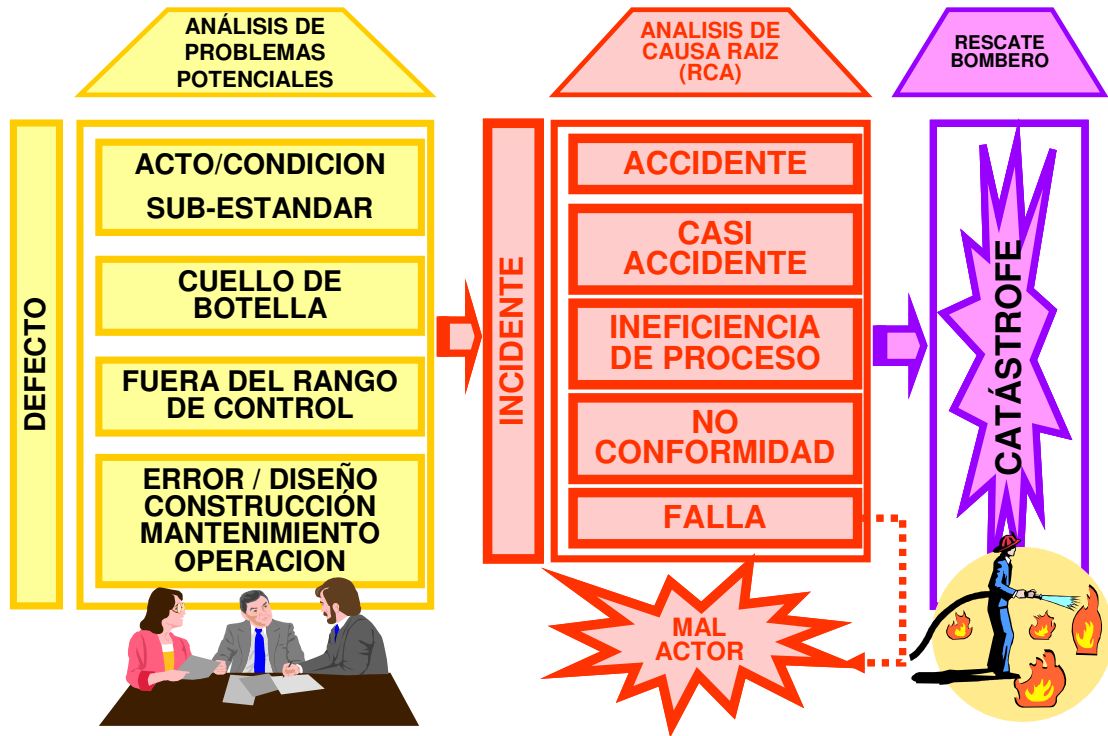 ANÁLISIS DE
PROBLEMAS
POTENCIALES
DEFECTO
ACTO/CONDICION
SUB-ESTANDAR
CUELLO DE
BOTELLA
FUERA DEL RANGO
DE CONTROL
ERROR / DISEÑO
CONSTRUCCIÓN
MANTENIMIENTO
OPERACION
ANALISIS DE
CAUSA RAIZ
(RCA)
INCIDENTE
ACCIDENTE
CASI
ACCIDENTE
INEFICIENCIA
DE PROCESO
NO
CONFORMIDAD
FALLA
MAL
ACTOR
RESCATE
BOMBERO
CATÁSTROFE